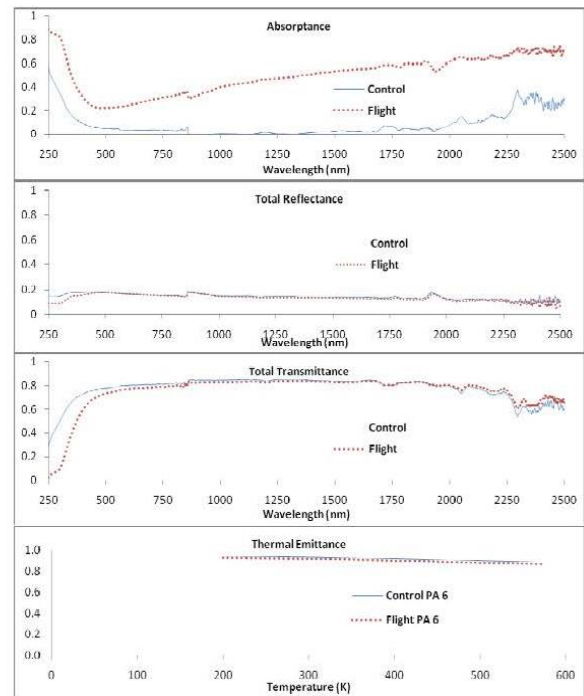 Absorptance
1
0.8
0.6
0.4
0.2
0
Control
Flight
250 500 750 1000 1250 1500 1750 2000 2250 2500
Wavelength (nm)
Total Reflectance
1
0.8
0.6
0.4
0.2
0
Control
Flight
250 500 750 1000 1250 1500 1750 2000 2250 2500
Wavelength (nm)
Total Transmittance
1
0.8
0.6
0.4
0.2
0
Control
Flight
250 500 750 1000 1250 1500 1750 2000 2250 2500
Wavelength (nm)
Thermal Emittance
1.0
0.8
0.6
0.4
0.2
0.0
Control PA 6
Flight PA 6
0 100 200 300 400 500 600
Temperature (K)